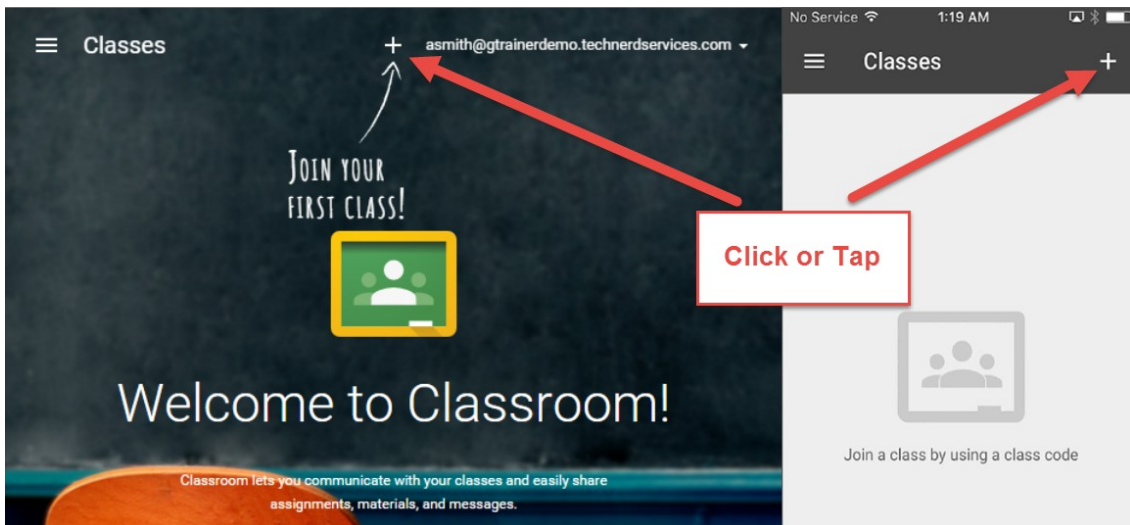 Classes
+
asmith@gtrainerdemo.technerdservices.com
JOIN YOUR
FIRST CLASS!
Welcome to Classroom!
Classroom lets you communicate with your classes and easily share
assignments, materials, and messages.
Click or Tap
No Service
1:19 AM
Classes
+
Join a class by using a class code